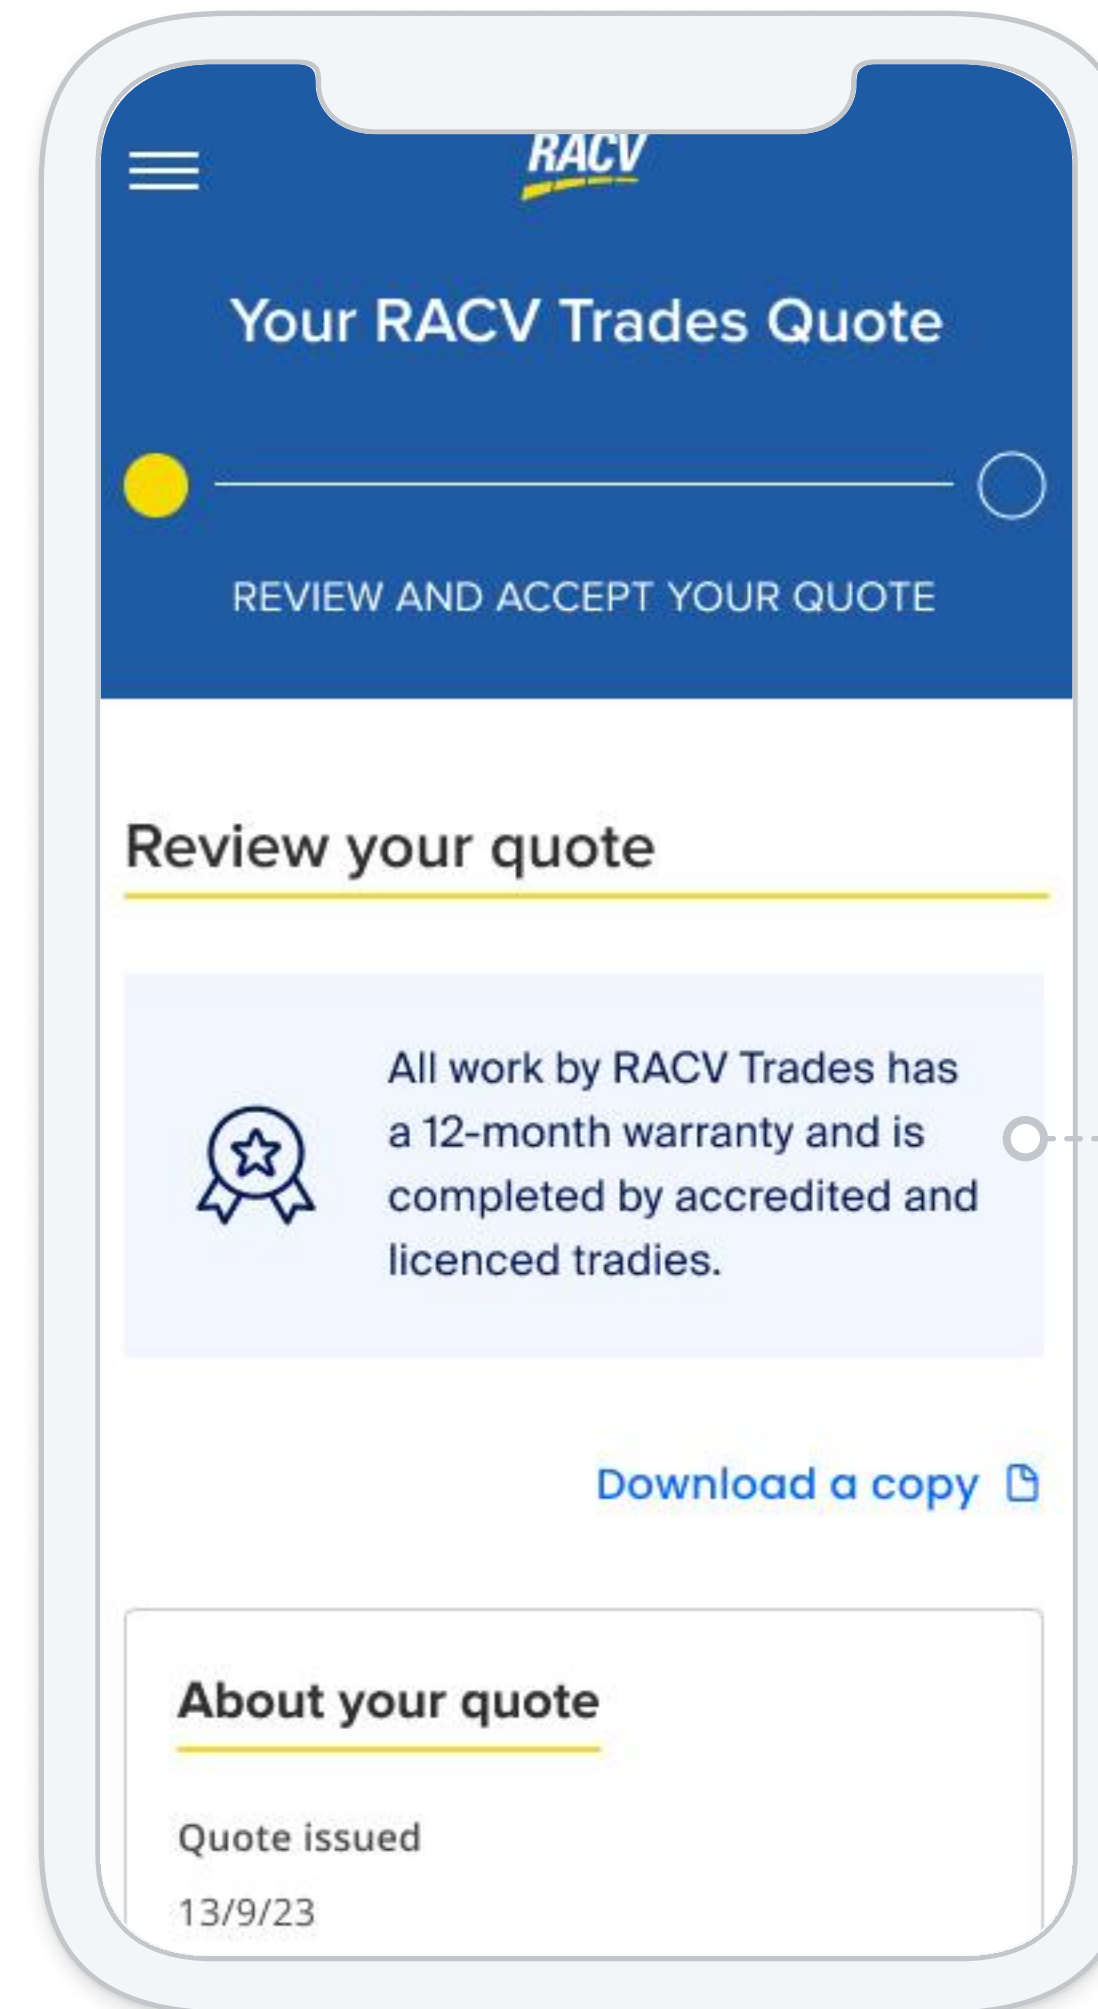 RACV
Your RACV Trades Quote
REVIEW AND ACCEPT YOUR QUOTE
Review your quote
All work by RACV Trades has
a 12-month warranty and is
completed by accredited and
licenced tradies.
Download a copy
About your quote
Quote issued
13/9/23